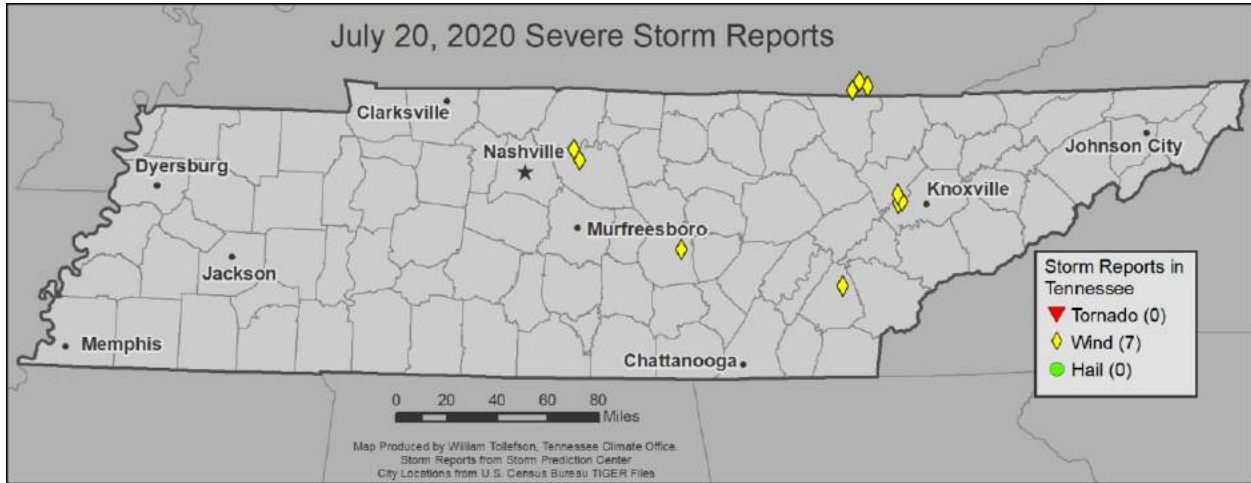 July 20, 2020 Severe Storm Reports
Clarksville
Nashville
Dyersburg
Johnson City
Knoxville
Murfreesboro
Jackson
Storm Reports in
Tennessee
Tornado (0)
Wind (7)
Hail (0)
Memphis
Chattanooga
0 20 40 60 80
Miles
Map Produced by William Tollefson, Tennessee Climate Office.
Storm Reports from Storm Prediction Center
City Locations from U.S. Census Bureau TIGER Files